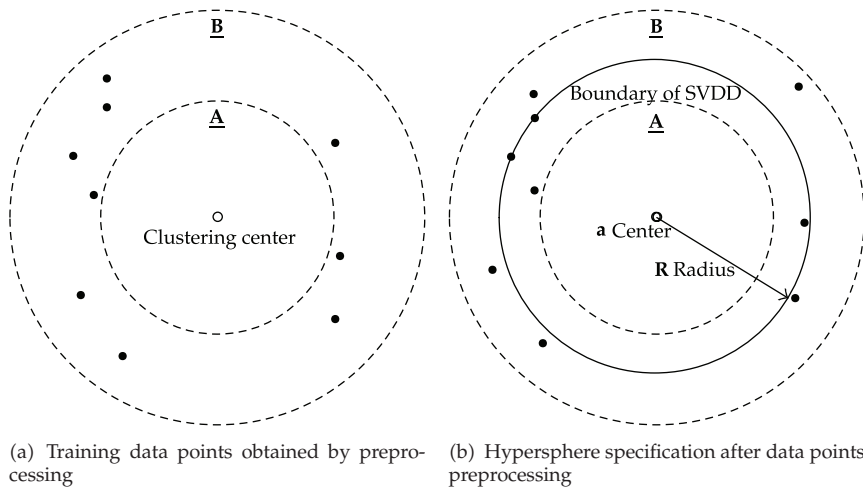 B
A
Clustering center
B
Boundary of SVDD
A
a Center
R Radius
(a) Training data points obtained by prepro-
cessing
(b) Hypersphere specification after data points
preprocessing